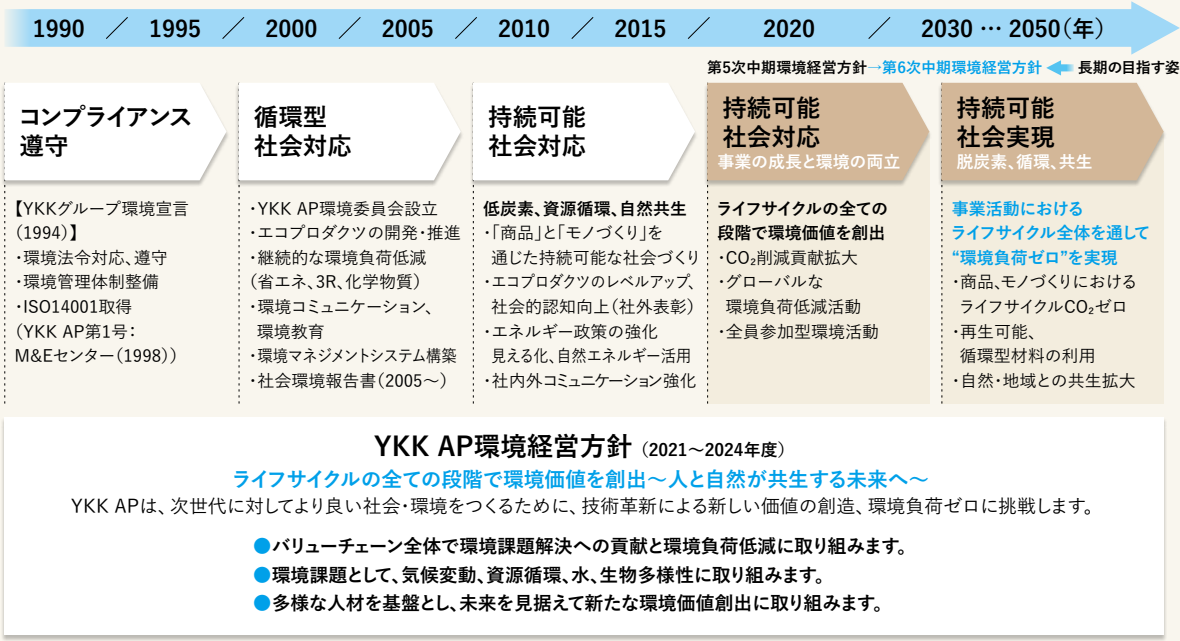 1990 ／ 1995 ／ 2000 ／ 2005 ／ 2010 ／ 2015 ／ 2020 ／ 2030 … 2050（年）
第5次中期環境経営方針→第6次中期環境経営方針 ← 長期の目指す姿
コンプライアンス
遵守
【YKKグループ環境宣言
（1994）】
・環境法令対応、遵守
・環境管理体制整備
・ISO14001取得
（YKK AP第1号：
M&Eセンター（1998））
循環型
社会対応
・YKK AP環境委員会設立
・エコプロダクツの開発・推進
・継続的な環境負荷低減
（省エネ、3R、化学物質）
・環境コミュニケーション、
環境教育
・環境マネジメントシステム構築
・社会環境報告書（2005～）
持続可能
社会対応
低炭素、資源循環、自然共生
・「商品」と「モノづくり」を
通じた持続可能な社会づくり
・エコプロダクツのレベルアップ、
社会的認知向上（社外表彰）
・エネルギー政策の強化
見える化、自然エネルギー活用
・社内外コミュニケーション強化
持続可能
社会対応
事業の成長と環境の両立
ライフサイクルの全ての
段階で環境価値を創出
・CO₂削減貢献拡大
・グローバルな
環境負荷低減活動
・全員参加型環境活動
持続可能
社会実現
脱炭素、循環、共生
事業活動における
ライフサイクル全体を通して
“環境負荷ゼロ”を実現
・商品、モノづくりにおける
ライフサイクルCO₂ゼロ
・再生可能、
循環型材料の利用
・自然・地域との共生拡大
YKK AP環境経営方針（2021～2024年度）
ライフサイクルの全ての段階で環境価値を創出～人と自然が共生する未来へ～
YKK APは、次世代に対してより良い社会・環境をつくるために、技術革新による新しい価値の創造、環境負荷ゼロに挑戦します。
●バリューチェーン全体で環境課題解決への貢献と環境負荷低減に取り組みます。
●環境課題として、気候変動、資源循環、水、生物多様性に取り組みます。
●多様な人材を基盤とし、未来を見据えて新たな環境価値創出に取り組みます。